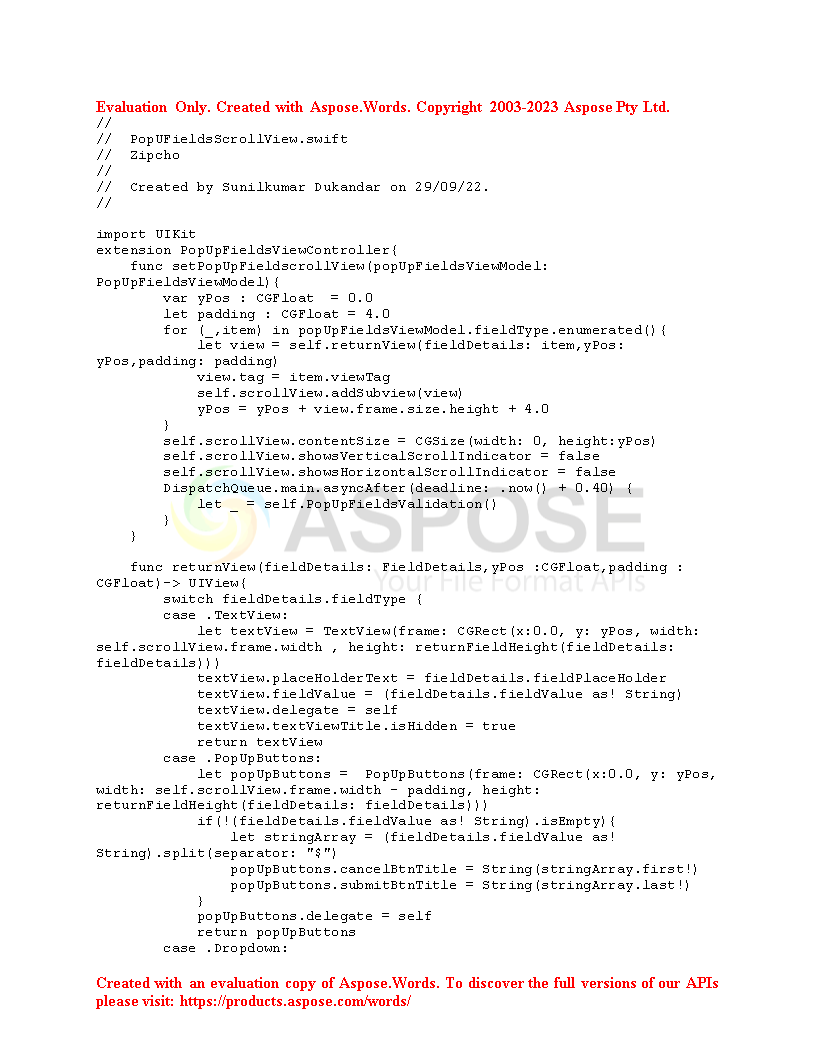 Evaluation Only. Created with Aspose.Words. Copyright 2003-2023 Aspose Pty Ltd.
//
//  PopUFieldsScrollView.swift
//  Zipcho
//
//  Created by Sunilkumar Dukandar on 29/09/22.
//

import UIKit
extension PopUpFieldsViewController{
    func setPopUpFieldscrollView(popUpFieldsViewModel:
PopUpFieldsViewModel){
        var yPos : CGFloat  = 0.0
        let padding : CGFloat = 4.0
        for (_,item) in popUpFieldsViewModel.fieldType.enumerated(){
            let view = self.returnView(fieldDetails: item,yPos:
yPos,padding: padding)
            view.tag = item.viewTag
            self.scrollView.addSubview(view)
            yPos = yPos + view.frame.size.height + 4.0
        }
        self.scrollView.contentSize = CGSize(width: 0, height:yPos)
        self.scrollView.showsVerticalScrollIndicator = false
        self.scrollView.showsHorizontalScrollIndicator = false
        DispatchQueue.main.asyncAfter(deadline: .now() + 0.40) {
            let _ = self.PopUpFieldsValidation()
        }
    }
ASPOSE
Your File Format APIs

    func returnView(fieldDetails: FieldDetails,yPos :CGFloat,padding :
CGFloat)-> UIView{
        switch fieldDetails.fieldType {
        case .TextView:
            let textView = TextView(frame: CGRect(x:0.0, y: yPos, width:
self.scrollView.frame.width , height: returnFieldHeight(fieldDetails:
fieldDetails)))
            textView.placeHolderText = fieldDetails.fieldPlaceHolder
            textView.fieldValue = (fieldDetails.fieldValue as! String)
            textView.delegate = self
            textView.textViewTitle.isHidden = true
            return textView
        case .PopUpButtons:
            let popUpButtons =  PopUpButtons(frame: CGRect(x:0.0, y: yPos,
width: self.scrollView.frame.width - padding, height:
returnFieldHeight(fieldDetails: fieldDetails)))
            if(!(fieldDetails.fieldValue as! String).isEmpty){
                let stringArray = (fieldDetails.fieldValue as!
String).split(separator: "$")
                popUpButtons.cancelBtnTitle = String(stringArray.first!)
                popUpButtons.submitBtnTitle = String(stringArray.last!)
            }
            popUpButtons.delegate = self
            return popUpButtons
        case .Dropdown:
Created with an evaluation copy of Aspose.Words. To discover the full versions of our APIs
please visit: https://products.aspose.com/words/